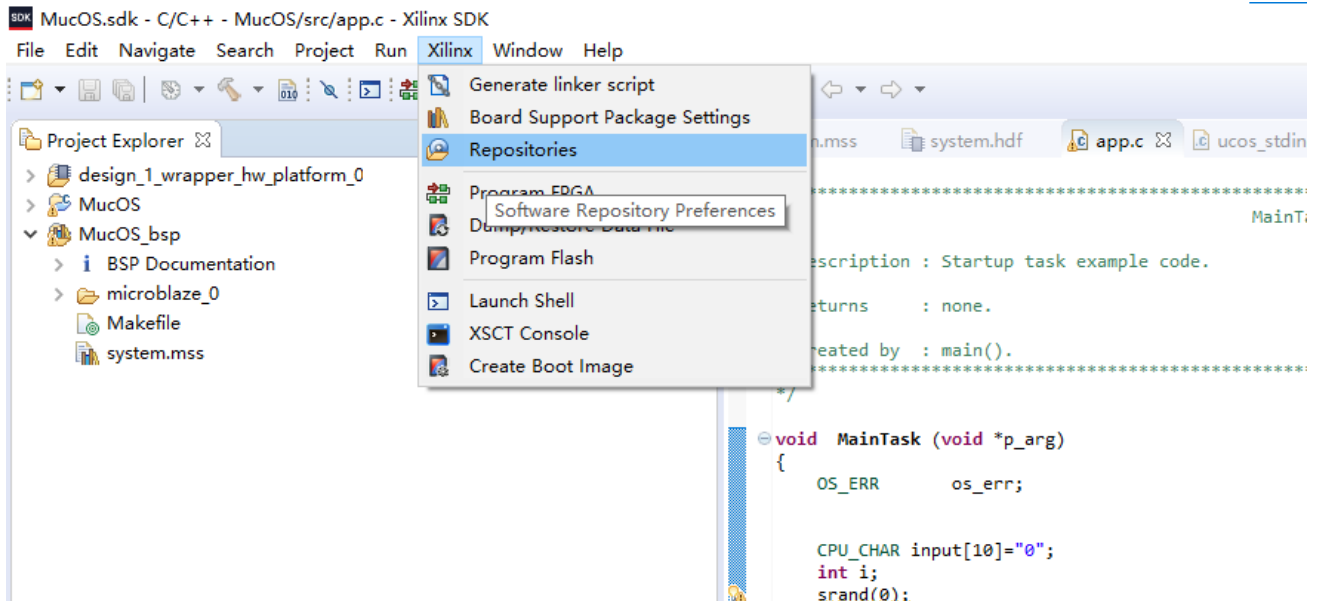 MucOS.sdk - C/C++ - MucOS/src/app.c - Xilinx SDK
File Edit Navigate Search Project Run Xilinx Window Help
Generate linker script
Board Support Package Settings
Repositories
Program FPGA
Software Repository Preferences
Dump/Restore Data File
Program Flash
Launch Shell
XSCT Console
Create Boot Image
Project Explorer
design_1_wrapper_hw_platform_0
MucOS
MucOS_bsp
BSP Documentation
microblaze_0
Makefile
system.mss
.mss system.hdf app.c ucos_stdin
****************************************************
MainTa
escription : Startup task example code.
eturns : none.
reated by : main().
****************************************************
*/
void MainTask (void *p_arg)
{
OS_ERR os_err;
CPU_CHAR input[10]="0";
int i;
srand(0);